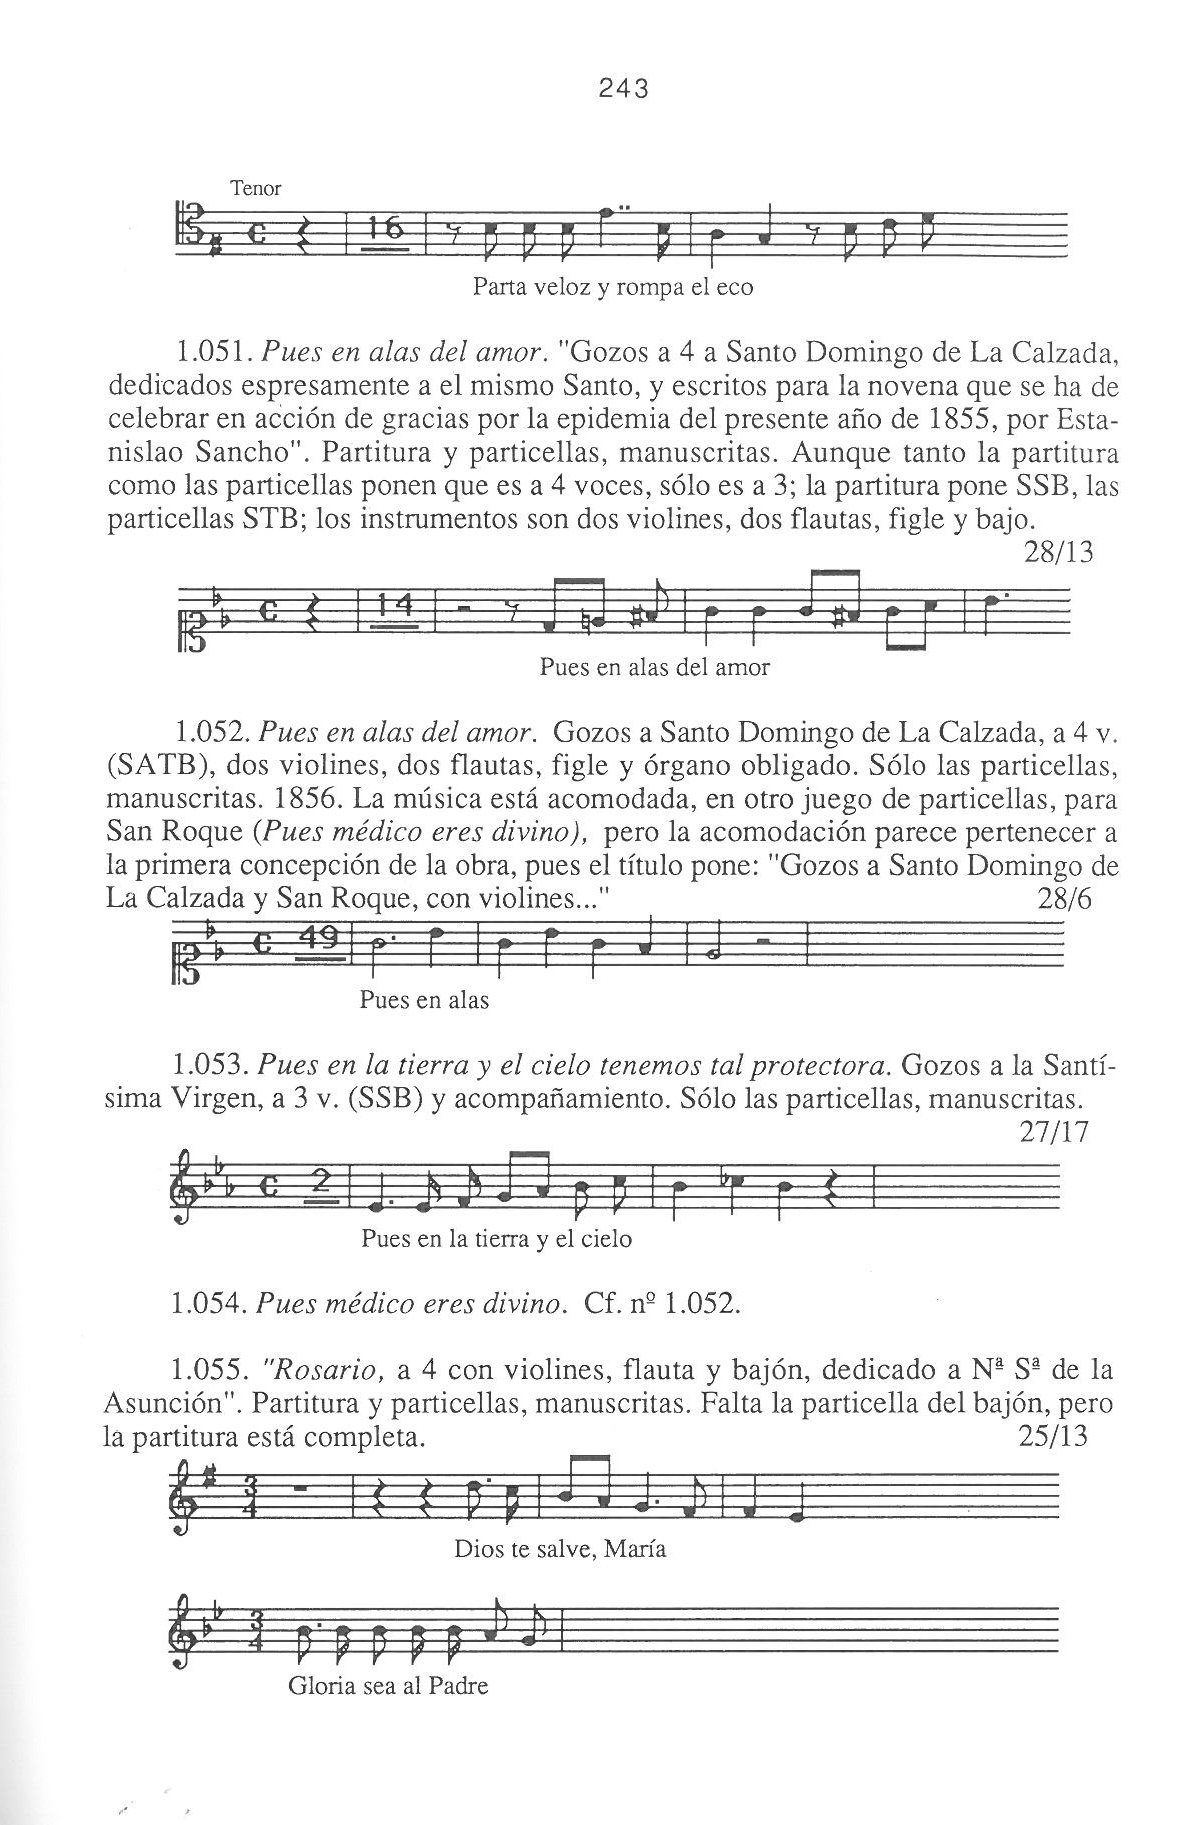 243
Tenor
16
Parta veloz y rompa el eco
1.051. Pues en alas del amor. "Gozos a 4 a Santo Domingo de La Calzada,
dedicados espresamente a el mismo Santo, y escritos para la novena que se ha de
celebrar en acción de gracias por la epidemia del presente año de 1855, por Esta-
nislao Sancho". Partitura y particellas, manuscritas. Aunque tanto la partitura
como las particellas ponen que es a 4 voces, sólo es a 3; la partitura pone SSB, las
particellas STB; los instrumentos son dos violines, dos flautas, figle y bajo.
28/13
14
Pues en alas del amor
1.052. Pues en alas del amor. Gozos a Santo Domingo de La Calzada, a 4 v.
(SATB), dos violines, dos flautas, figle y órgano obligado. Sólo las particellas,
manuscritas. 1856. La música está acomodada, en otro juego de particellas, para
San Roque (Pues médico eres divino), pero la acomodación parece pertenecer a
la primera concepción de la obra, pues el título pone: "Gozos a Santo Domingo de
La Calzada y San Roque, con violines..." 28/6
49
Pues en alas
1.053. Pues en la tierra y el cielo tenemos tal protectora. Gozos a la Santí-
sima Virgen, a 3 v. (SSB) y acompañamiento. Sólo las particellas, manuscritas.
27/17
2
Pues en la tierra y el cielo
1.054. Pues médico eres divino. Cf. nº 1.052.
1.055. "Rosario, a 4 con violines, flauta y bajón, dedicado a Nª Sª de la
Asunción". Partitura y particellas, manuscritas. Falta la particella del bajón, pero
la partitura está completa. 25/13
3
4
Dios te salve, María
3
4
Gloria sea al Padre